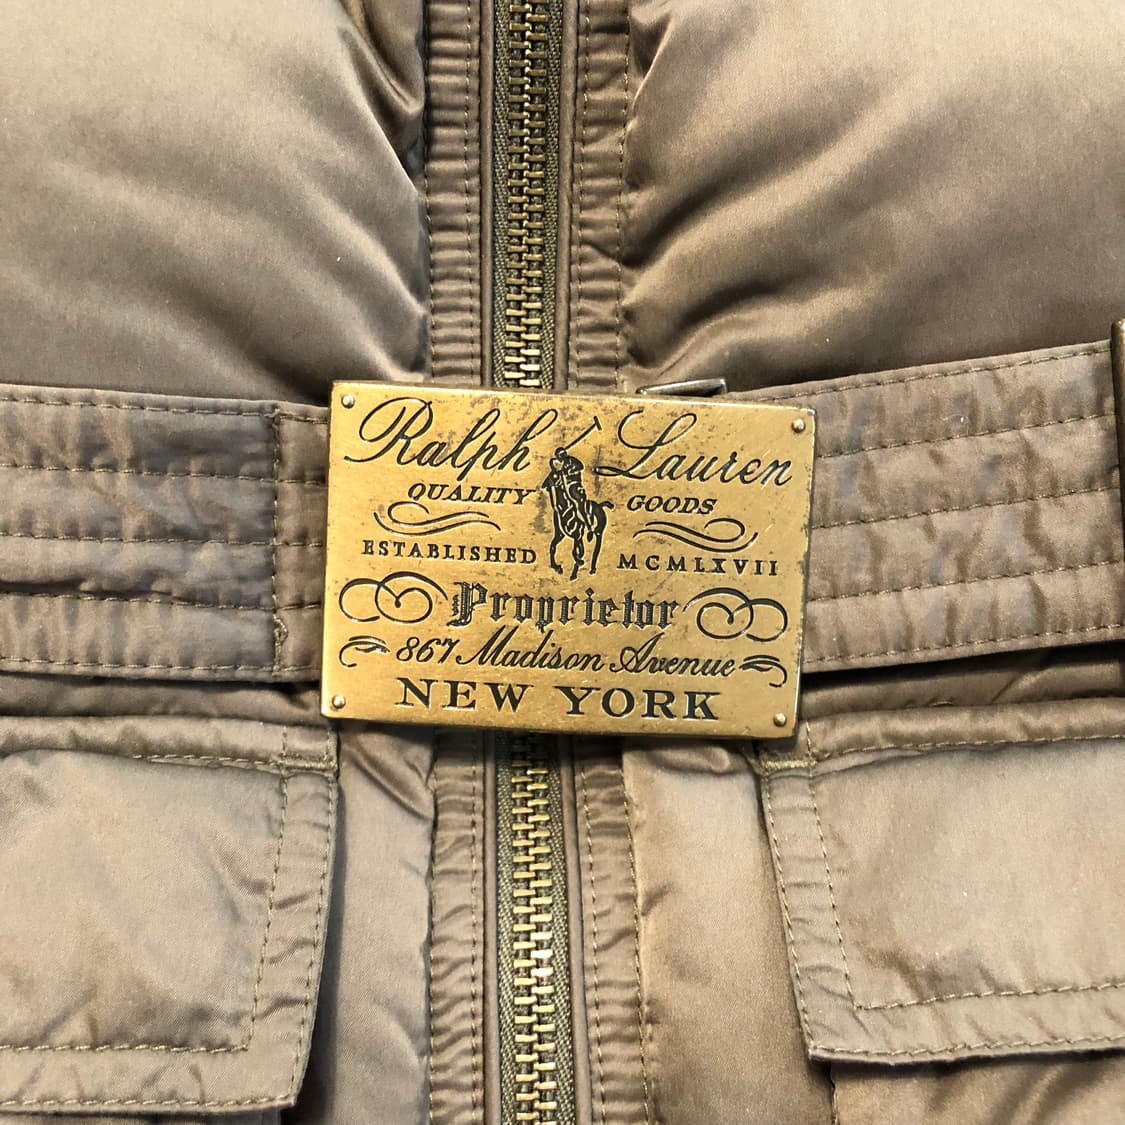 Ralph Lauren
QUALITY GOODS
ESTABLISHED MCMLXVII
Proprietor
867 Madison Avenue
NEW YORK